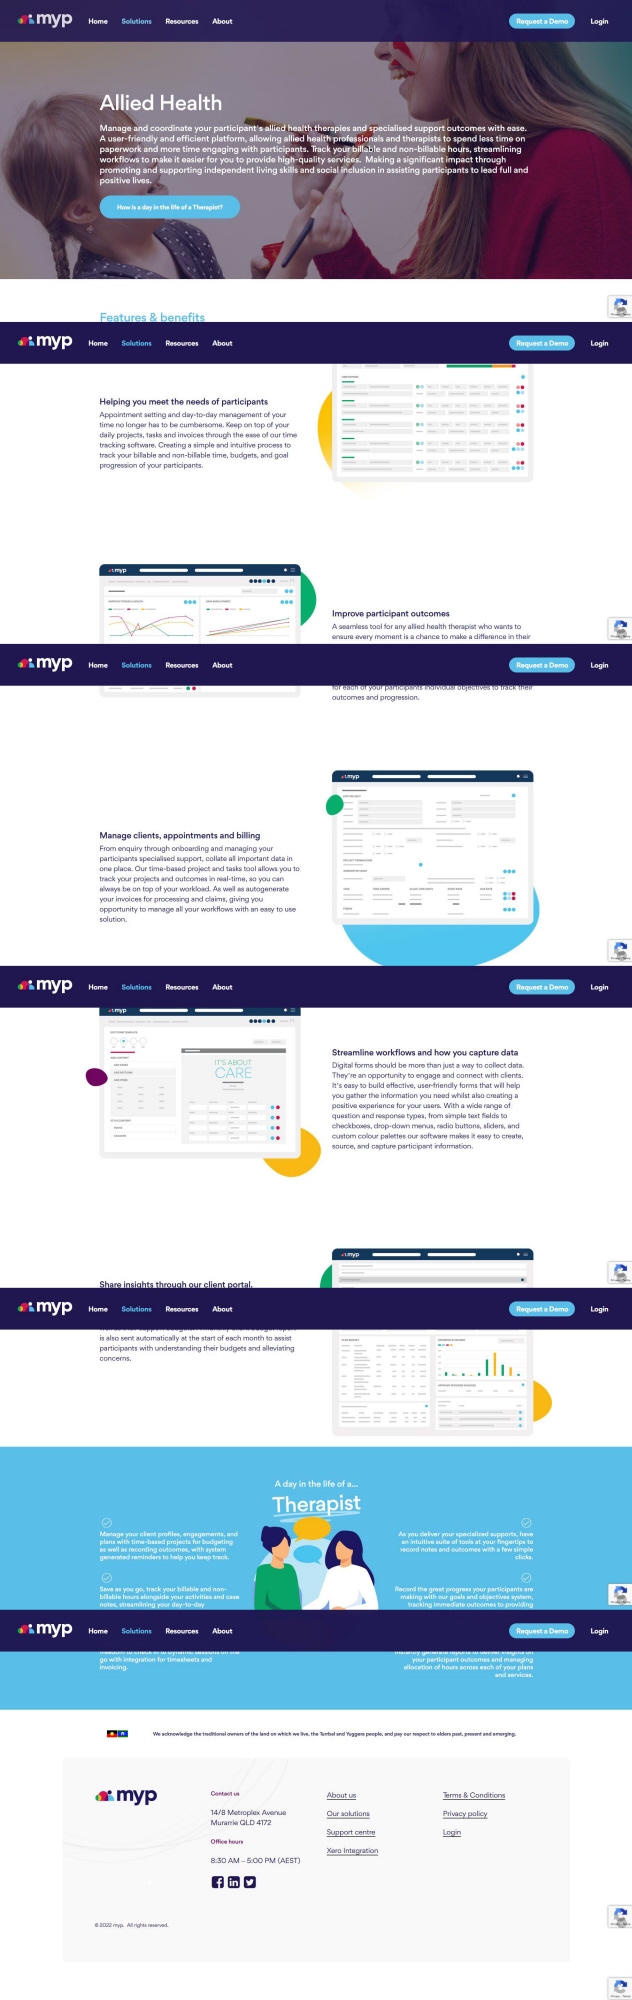 myp Home Solutions Resources About Request a Demo Login
Allied Health
Manage and coordinate your participant's allied health therapies and specialised support outcomes with ease.
A user-friendly and efficient platform, allowing allied health professionals and therapists to spend less time on
paperwork and more time engaging with participants. Track your billable and non-billable hours, streamlining
workflows to make it easier for you to provide high-quality services. Making a significant impact through
promoting and supporting independent living skills and social inclusion in assisting participants to lead full and
positive lives.
How is a day in the life of a Therapist?
Features & benefits
myp Home Solutions Resources About Request a Demo Login
Helping you meet the needs of participants
Appointment setting and day-to-day management of your
time no longer has to be cumbersome. Keep on top of your
daily projects, tasks and invoices through the ease of our time
tracking software. Creating a simple and intuitive process to
track your billable and non-billable time, budgets, and goal
progression of your participants.
myp
Improve participant outcomes
A seamless tool for any allied health therapist who wants to
ensure every moment is a chance to make a difference in their
myp Home Solutions Resources About Request a Demo Login
for each of your participants individual objectives to track their
outcomes and progression.
myp
Manage clients, appointments and billing
From enquiry through onboarding and managing your
participants specialised support, collate all important data in
one place. Our time-based project and tasks tool allows you to
track your projects and outcomes in real-time, so you can
always be on top of your workload. As well as autogenerate
your invoices for processing and claims, giving you
opportunity to manage all your workflows with an easy to use
solution.
myp Home Solutions Resources About Request a Demo Login
myp
IT'S ABOUT
CARE
Streamline workflows and how you capture data
Digital forms should be more than just a way to collect data.
They're an opportunity to engage and connect with clients.
It's easy to build effective, user-friendly forms that will help
you gather the information you need whilst also creating a
positive experience for your users. With a wide range of
question and response types, from simple text fields to
checkboxes, drop-down menus, radio buttons, sliders, and
custom colour palettes our software makes it easy to create,
source, and capture participant information.
myp
Share insights through our client portal.
myp Home Solutions Resources About Request a Demo Login
is also sent automatically at the start of each month to assist
participants with understanding their budgets and alleviating
concerns.
A day in the life of a...
Therapist
Manage your client profiles, engagements, and
plans with time-based projects for budgeting
as well as recording outcomes, with system
generated reminders to help you keep track.
As you deliver your specialized supports, have
an intuitive suite of tools at your fingertip to
record notes and outcomes with a few simple
clicks.
Save as you go, track your billable and non-
billable hours alongside your activities and case
notes, streamlining your day-to-day
Record the great progress your participants are
making with our goals and objectives system,
tracking immediate outcomes to providing
myp Home Solutions Resources About Request a Demo Login
freedom to check in to dynamic sessions on the
go with integration for timesheets and
invoicing.
Instantly generate reports to deliver insights on
your participant outcomes and managing
allocation of hours across each of your plans
and services.
We acknowledge the traditional owners of the land on which we live, the Turrbal and Yuggera people, and pay our respect to elders past, present and emerging.
myp
Contact us
14/8 Metroplex Avenue
Murarrie QLD 4172
Office hours
8:30 AM – 5:00 PM (AEST)
About us
Our solutions
Support centre
Xero Integration
Terms & Conditions
Privacy policy
Login
© 2022 myp. All rights reserved.